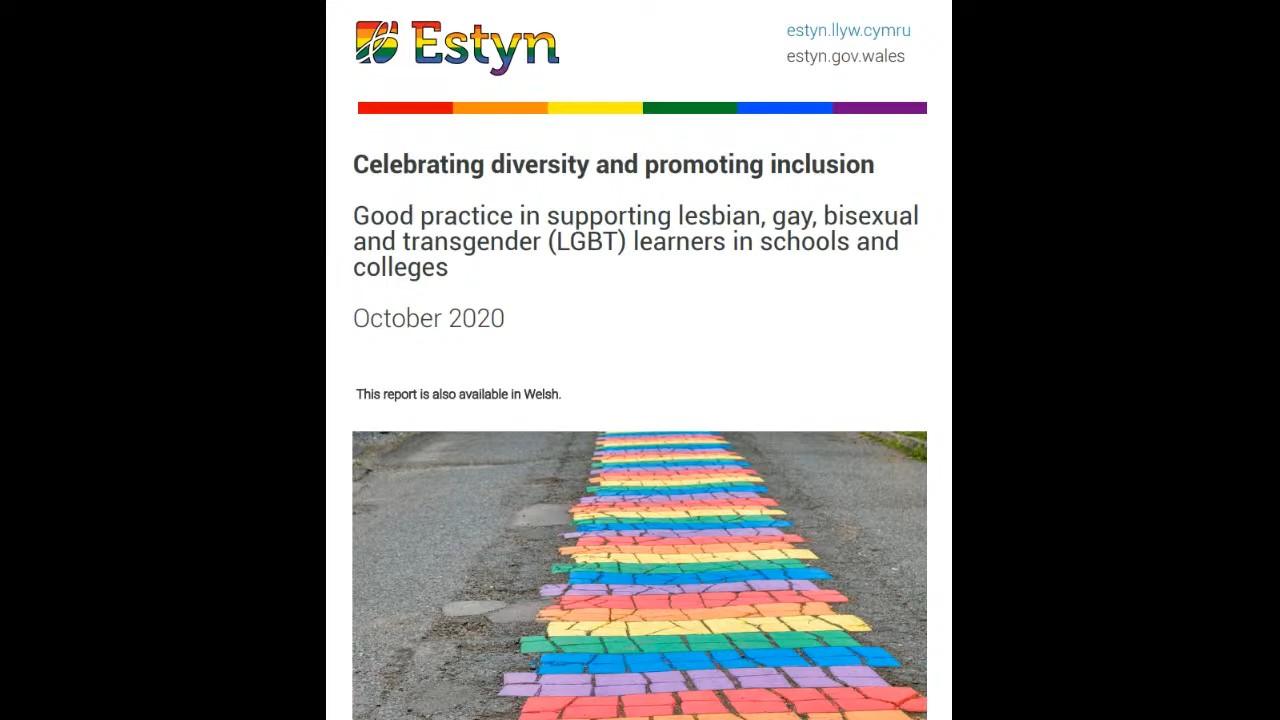 Estyn
estyn.llyw.cymru
estyn.gov.wales
Celebrating diversity and promoting inclusion
Good practice in supporting lesbian, gay, bisexual
and transgender (LGBT) learners in schools and
colleges
October 2020
This report is also available in Welsh.